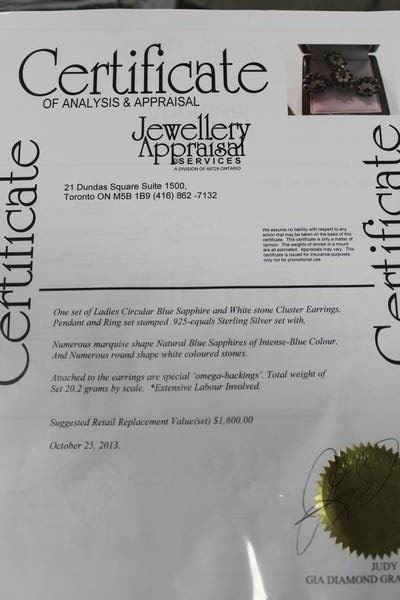 Certificate
OF ANALYSIS & APPRAISAL
Jewellery
Appraisal
SERVICES
A DIVISION OF 66728 ONTARIO
Certificate
Certificate
21 Dundas Square Suite 1500,
Toronto ON M5B 1B9 (416) 862 -7132
We assume no liability with respect to any
action that may be taken on the basis of this
certificate. This certificate is only a matter of
opinion. The weights of stones in a mount
are all estimated. Appraisals may vary. This
certificate is issued for insurance purposes
only not for promotional use
One set of Ladies Circular Blue Sapphire and White stone Cluster Earrings,
Pendant and Ring set stamped .925-equals Sterling Silver set with,
Numerous marquise shape Natural Blue Sapphires of Intense-Blue Colour,
And Numerous round shape white coloured stones.
Attached to the earrings are special 'omega-backings'. Total weight of
Set 20.2 grams by scale. *Extensive Labour Involved.
Suggested Retail Replacement Value(set) $1,800.00
October 25, 2013.
JUDY
GIA DIAMOND GRA